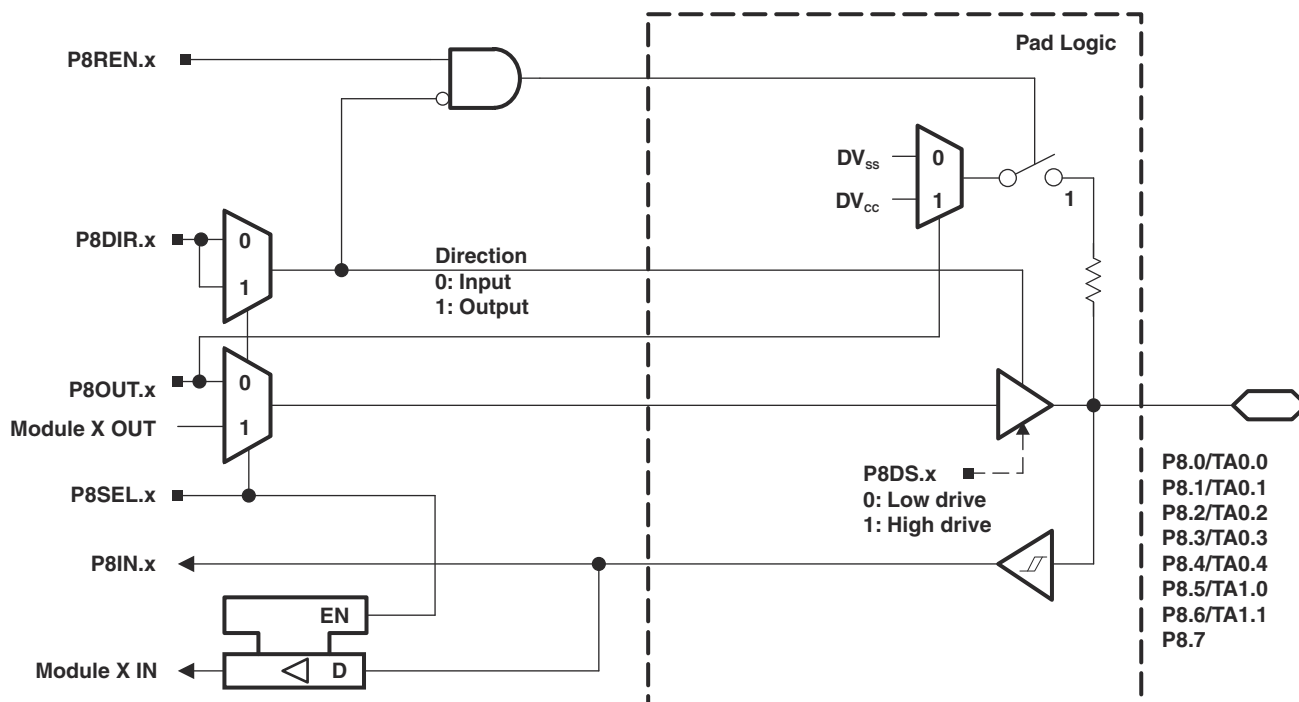 Pad Logic
P8REN.x
DVSS
0
DVCC
1
1
P8DIR.x
0
1
Direction
0: Input
1: Output
P8OUT.x
0
Module X OUT
1
P8SEL.x
P8DS.x
0: Low drive
1: High drive
P8.0/TA0.0
P8.1/TA0.1
P8.2/TA0.2
P8.3/TA0.3
P8.4/TA0.4
P8.5/TA1.0
P8.6/TA1.1
P8.7
P8IN.x
EN
Module X IN
D